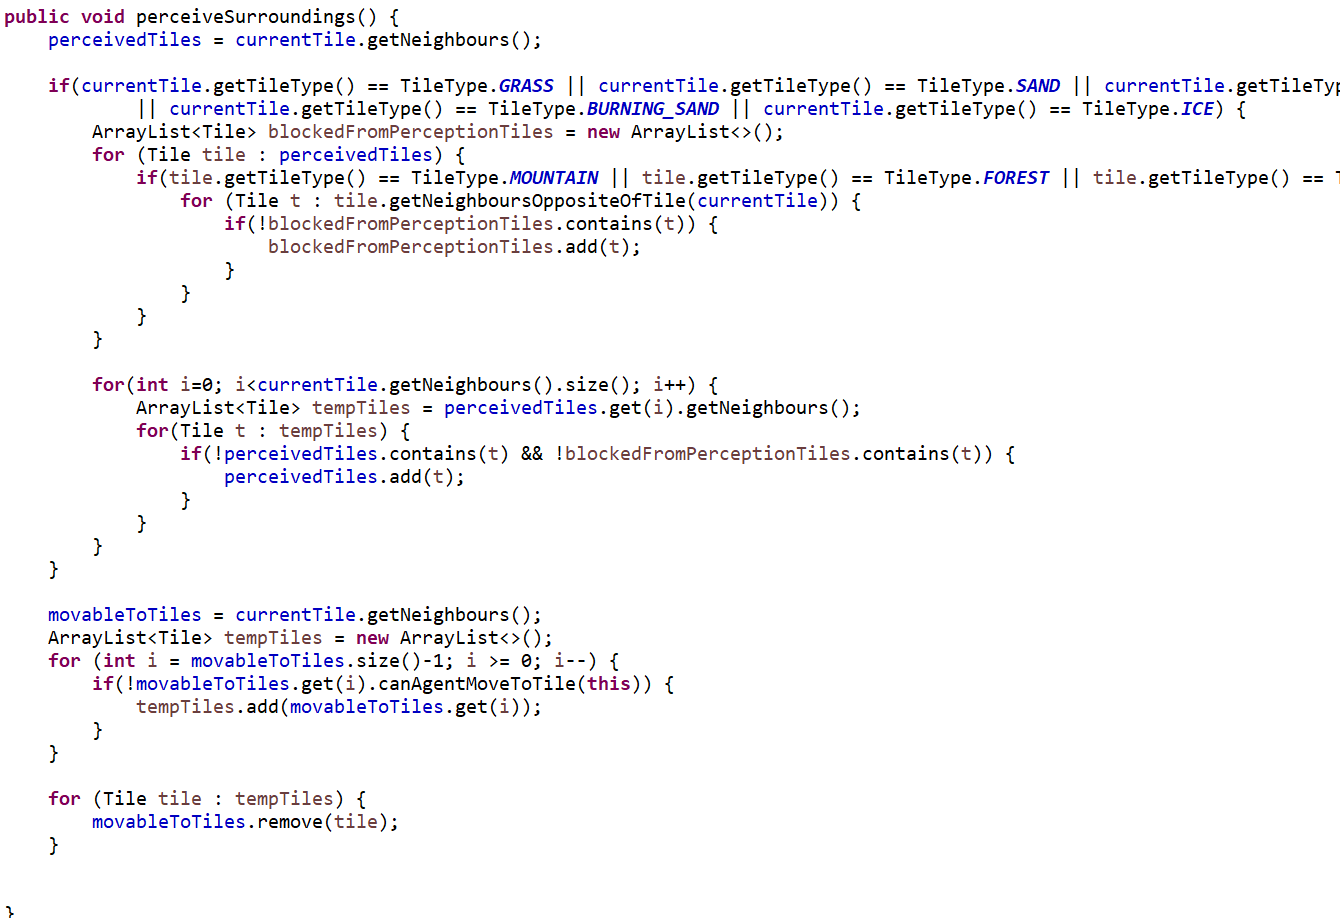 public void perceiveSurroundings() {
    perceivedTiles = currentTile.getNeighbours();

    if(currentTile.getTileType() == TileType.GRASS || currentTile.getTileType() == TileType.SAND || currentTile.getTileTy
            || currentTile.getTileType() == TileType.BURNING_SAND || currentTile.getTileType() == TileType.ICE) {
        ArrayList<Tile> blockedFromPerceptionTiles = new ArrayList<>();
        for (Tile tile : perceivedTiles) {
            if(tile.getTileType() == TileType.MOUNTAIN || tile.getTileType() == TileType.FOREST || tile.getTileType() ==
                for (Tile t : tile.getNeighboursOppositeOfTile(currentTile)) {
                    if(!blockedFromPerceptionTiles.contains(t)) {
                        blockedFromPerceptionTiles.add(t);
                    }
                }
            }
        }

        for(int i=0; i<currentTile.getNeighbours().size(); i++) {
            ArrayList<Tile> tempTiles = perceivedTiles.get(i).getNeighbours();
            for(Tile t : tempTiles) {
                if(!perceivedTiles.contains(t) && !blockedFromPerceptionTiles.contains(t)) {
                    perceivedTiles.add(t);
                }
            }
        }
    }

    movableToTiles = currentTile.getNeighbours();
    ArrayList<Tile> tempTiles = new ArrayList<>();
    for (int i = movableToTiles.size()-1; i >= 0; i--) {
        if(!movableToTiles.get(i).canAgentMoveToTile(this)) {
            tempTiles.add(movableToTiles.get(i));
        }
    }

    for (Tile tile : tempTiles) {
        movableToTiles.remove(tile);
    }


}